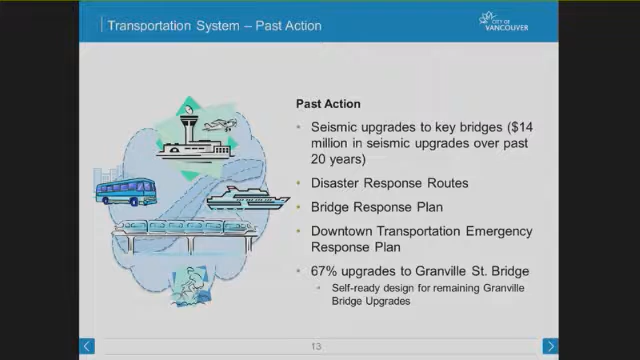 Transportation System – Past Action
CITY OF
VANCOUVER
Past Action
• Seismic upgrades to key bridges ($14
million in seismic upgrades over past
20 years)
• Disaster Response Routes
• Bridge Response Plan
• Downtown Transportation Emergency
Response Plan
• 67% upgrades to Granville St. Bridge
• Self-ready design for remaining Granville
Bridge Upgrades
13